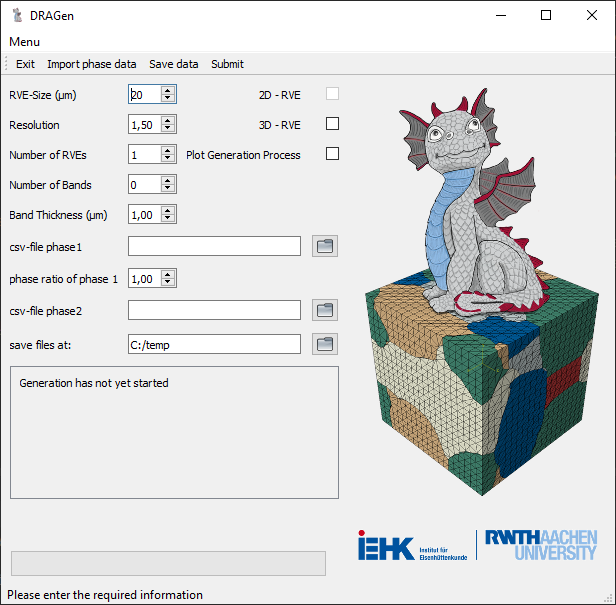 DRAGen
Menu
Exit Import phase data Save data Submit
RVE-Size (µm) 20 2D - RVE
Resolution 1,50 3D - RVE
Number of RVEs 1 Plot Generation Process
Number of Bands 0
Band Thickness (µm) 1,00
csv-file phase1
phase ratio of phase 1 1,00
csv-file phase2
save files at: C:/temp
Generation has not yet started
iEHK Institut für
Eisenhüttenkunde
RWTHAACHEN
UNIVERSITY
Please enter the required information